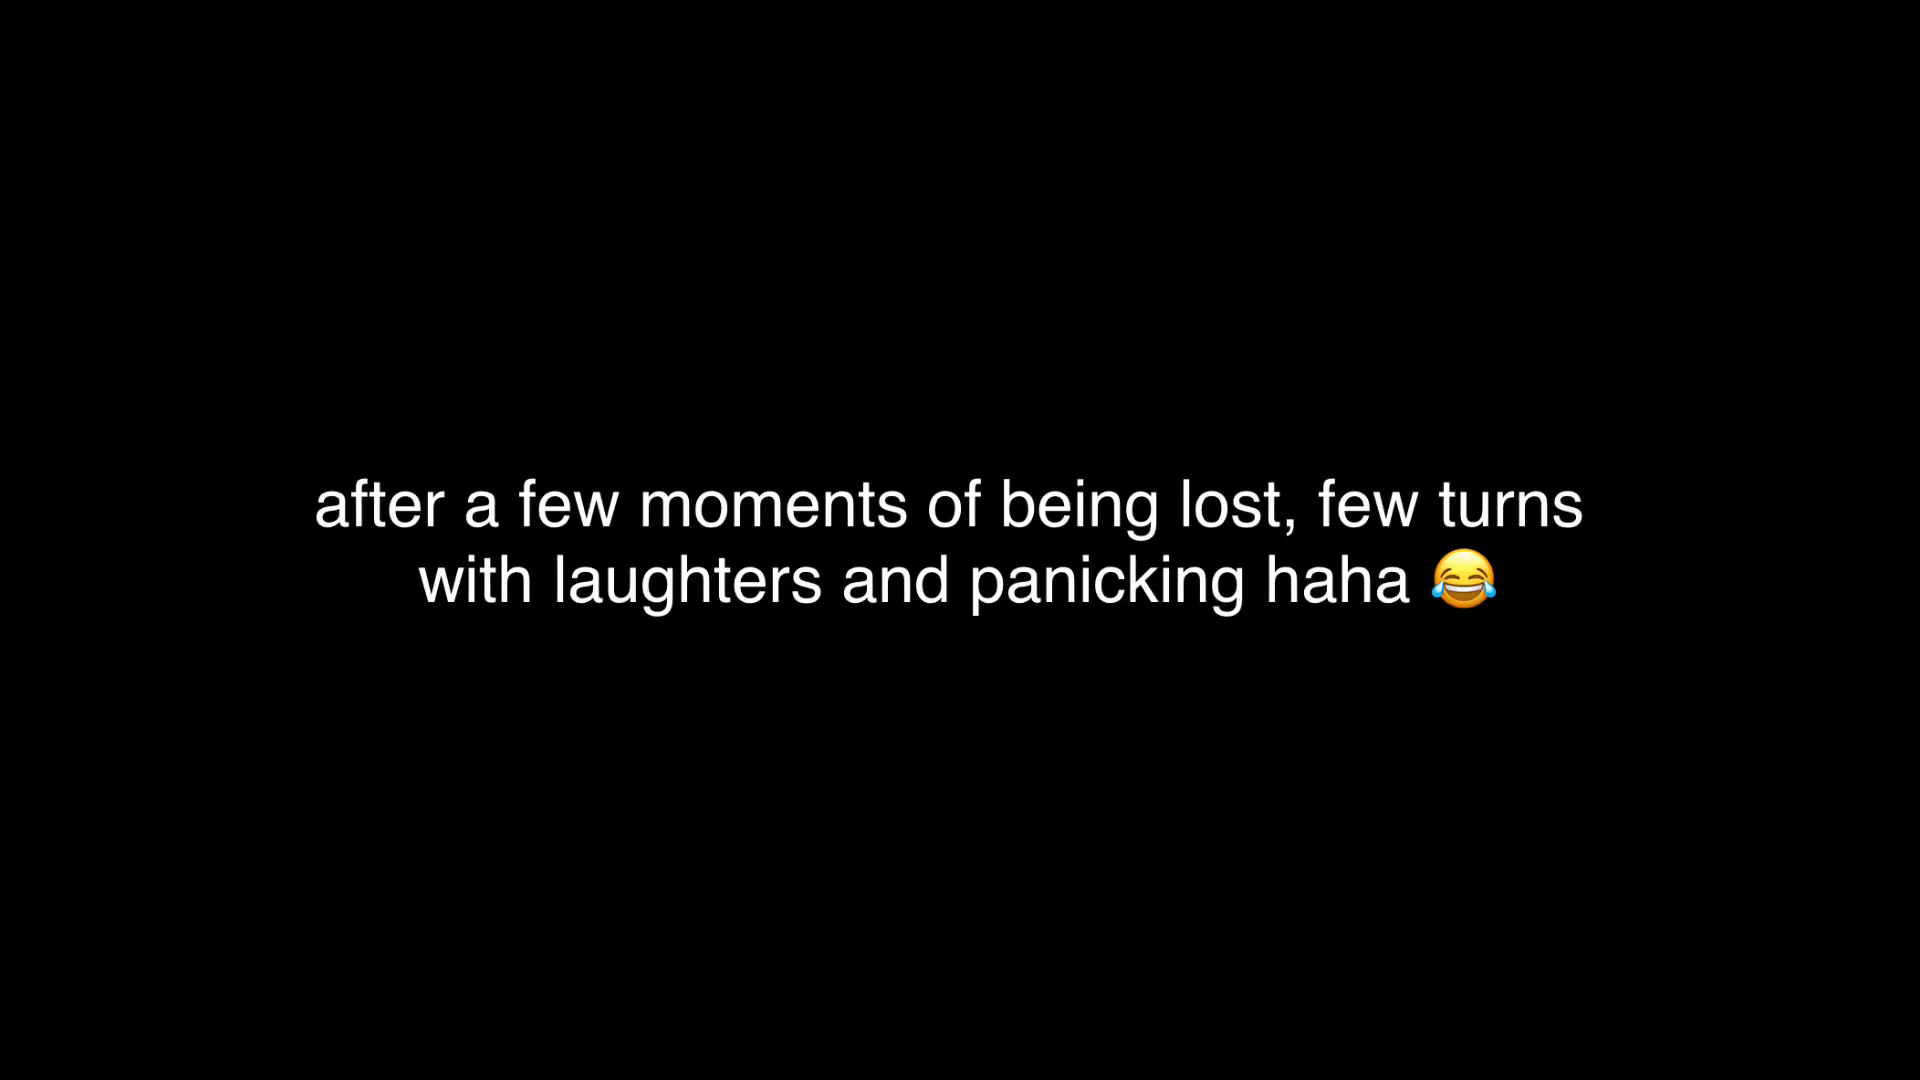 after a few moments of being lost, few turns
with laughters and panicking haha 😂